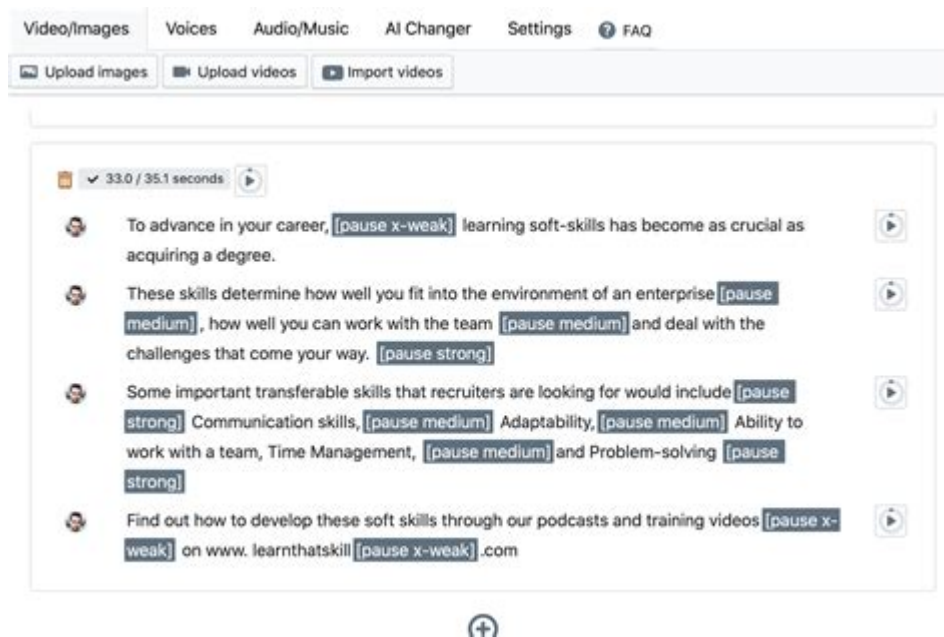 Video/Images Voices Audio/Music AI Changer Settings FAQ
Upload images Upload videos Import videos
33.0 / 35.1 seconds
To advance in your career, [pause x-weak] learning soft-skills has become as crucial as
acquiring a degree.
These skills determine how well you fit into the environment of an enterprise [pause
medium] , how well you can work with the team [pause medium] and deal with the
challenges that come your way. [pause strong]
Some important transferable skills that recruiters are looking for would include [pause
strong] Communication skills, [pause medium] Adaptability, [pause medium] Ability to
work with a team, Time Management, [pause medium] and Problem-solving [pause
strong]
Find out how to develop these soft skills through our podcasts and training videos [pause x-
weak] on www. learnthatskill [pause x-weak] .com